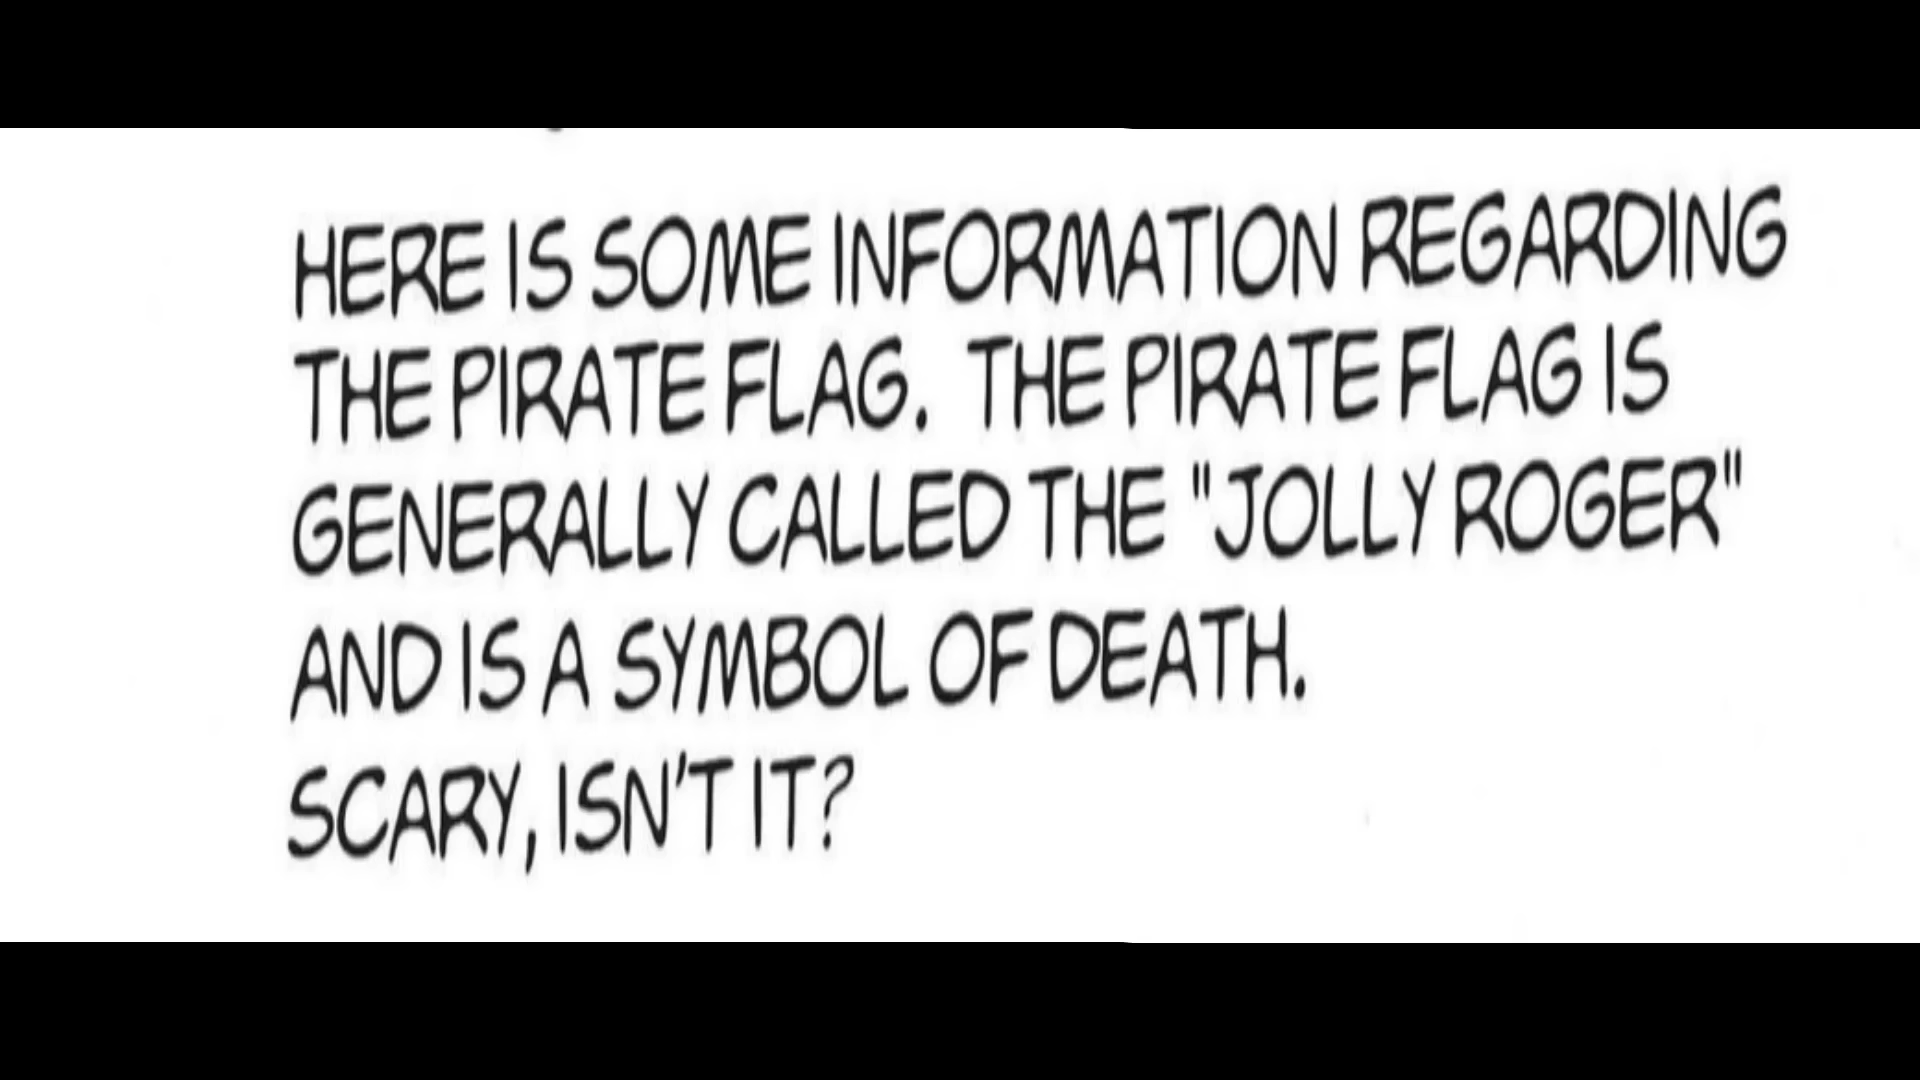 HERE IS SOME INFORMATION REGARDING
THE PIRATE FLAG. THE PIRATE FLAG IS
GENERALLY CALLED THE "JOLLY ROGER"
AND IS A SYMBOL OF DEATH.
SCARY, ISN'T IT?